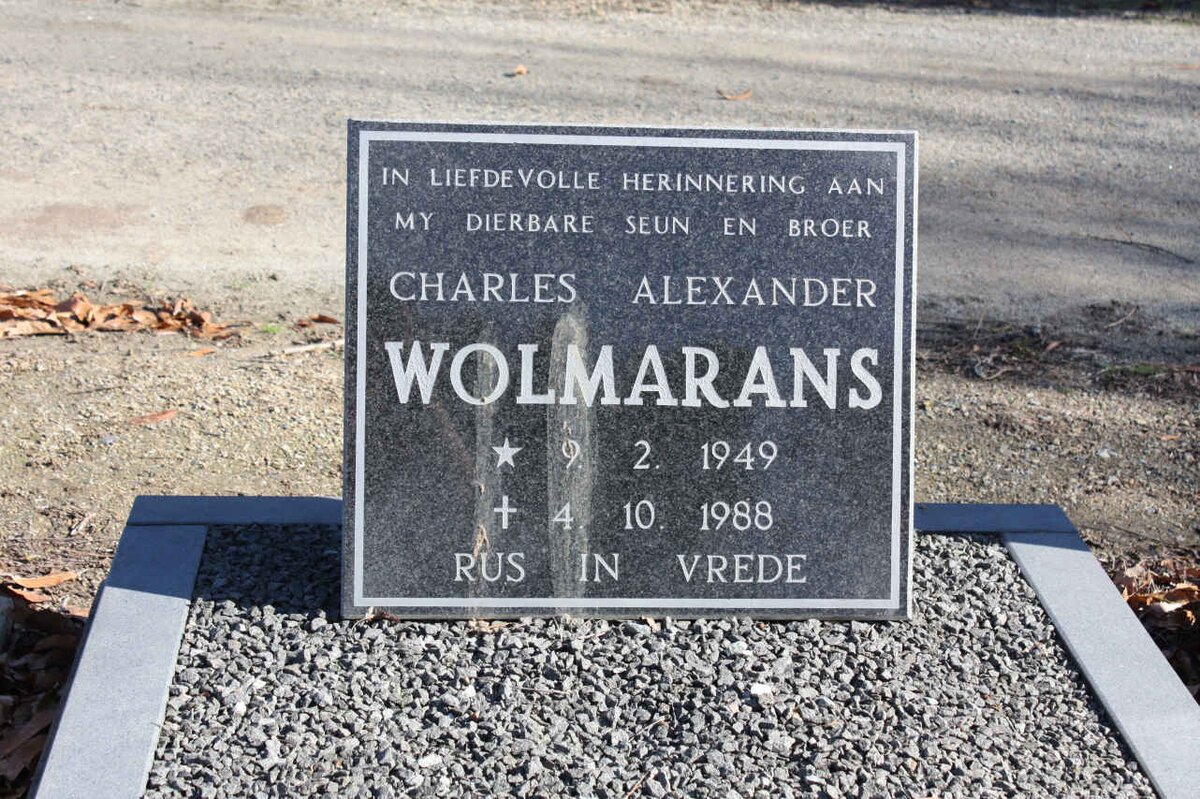 IN LIEFDEVOLLE HERINNERING AAN
MY DIERBARE SEUN EN BROER
CHARLES ALEXANDER
WOLMARANS
★ 9. 2. 1949
✝ 4. 10. 1988
RUS IN VREDE